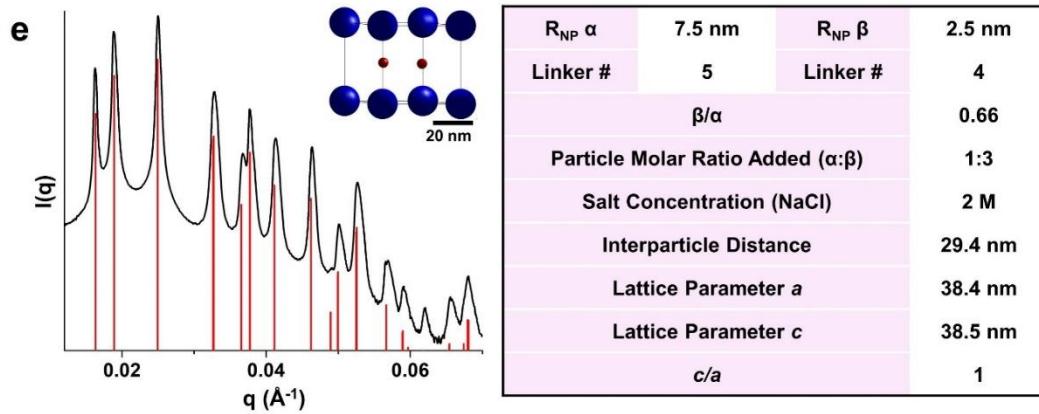 e
I(q)
20 nm
0.02 0.04 0.06
q (Å-1)
RNP α 7.5 nm RNP β 2.5 nm
Linker # 5 Linker # 4
β/α 0.66
Particle Molar Ratio Added (α:β) 1:3
Salt Concentration (NaCl) 2 M
Interparticle Distance 29.4 nm
Lattice Parameter a 38.4 nm
Lattice Parameter c 38.5 nm
c/a 1